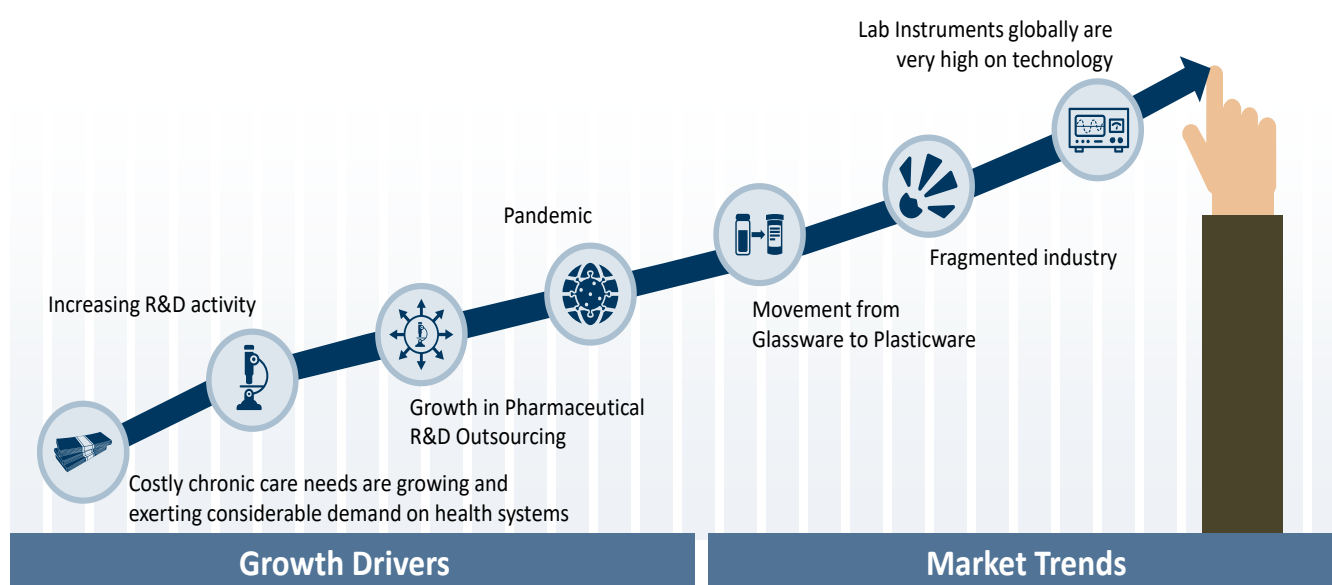 Lab Instruments globally are
very high on technology
Pandemic
Fragmented industry
Increasing R&D activity
Movement from
Glassware to Plasticware
Growth in Pharmaceutical
R&D Outsourcing
Costly chronic care needs are growing and
exerting considerable demand on health systems
Growth Drivers
Market Trends